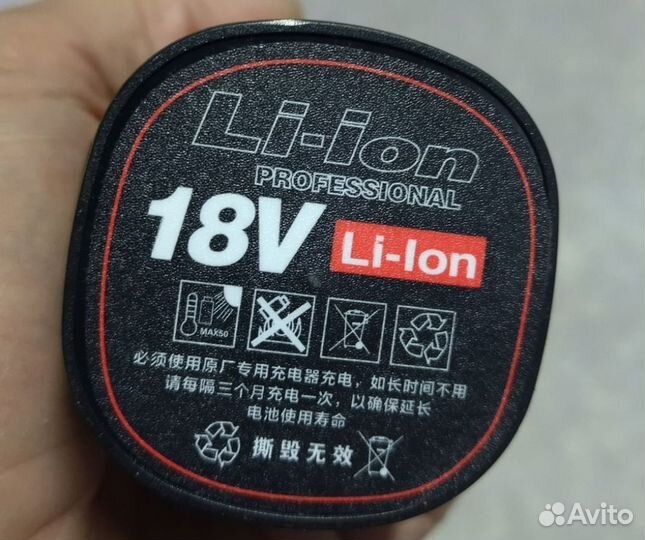 Li-ion
PROFESSIONAL
18V Li-Ion
MAX50
必须使用原厂专用充电器充电，如长时间不用
请每隔三个月充电一次，以确保延长
电池使用寿命
撕毁无效
Avito